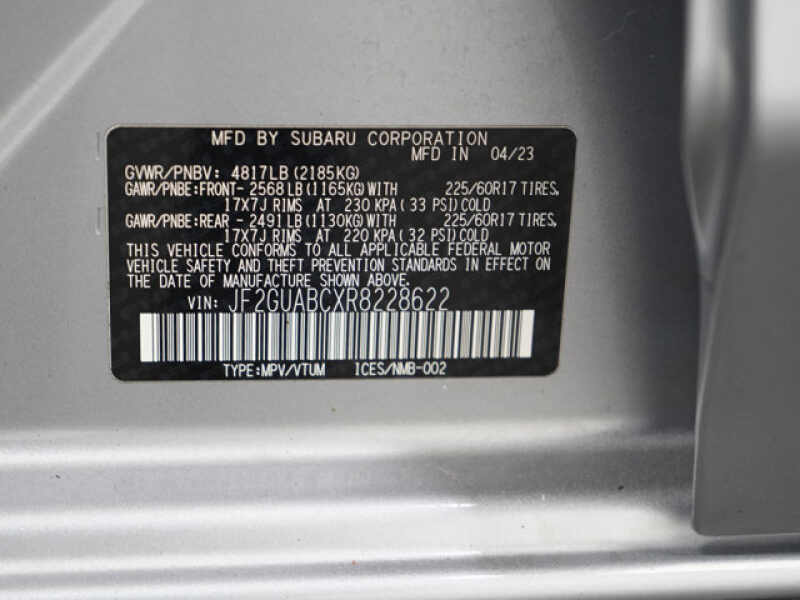 MFD BY SUBARU CORPORATION
MFD IN 04/23
GVWR/PNBV: 4817LB (2185KG)
GAWR/PNBE:FRONT- 2568 LB (1165KG) WITH 225/60R17 TIRES,
17X7J RIMS AT 230 KPA (33 PSI) COLD
GAWR/PNBE:REAR - 2491 LB (1130KG) WITH 225/60R17 TIRES,
17X7J RIMS AT 220 KPA (32 PSI) COLD
THIS VEHICLE CONFORMS TO ALL APPLICABLE FEDERAL MOTOR
VEHICLE SAFETY AND THEFT PREVENTION STANDARDS IN EFFECT ON
THE DATE OF MANUFACTURE SHOWN ABOVE.
VIN: JF2GUABCXR8228622
TYPE:MPV/VTUM ICES/NMB-002